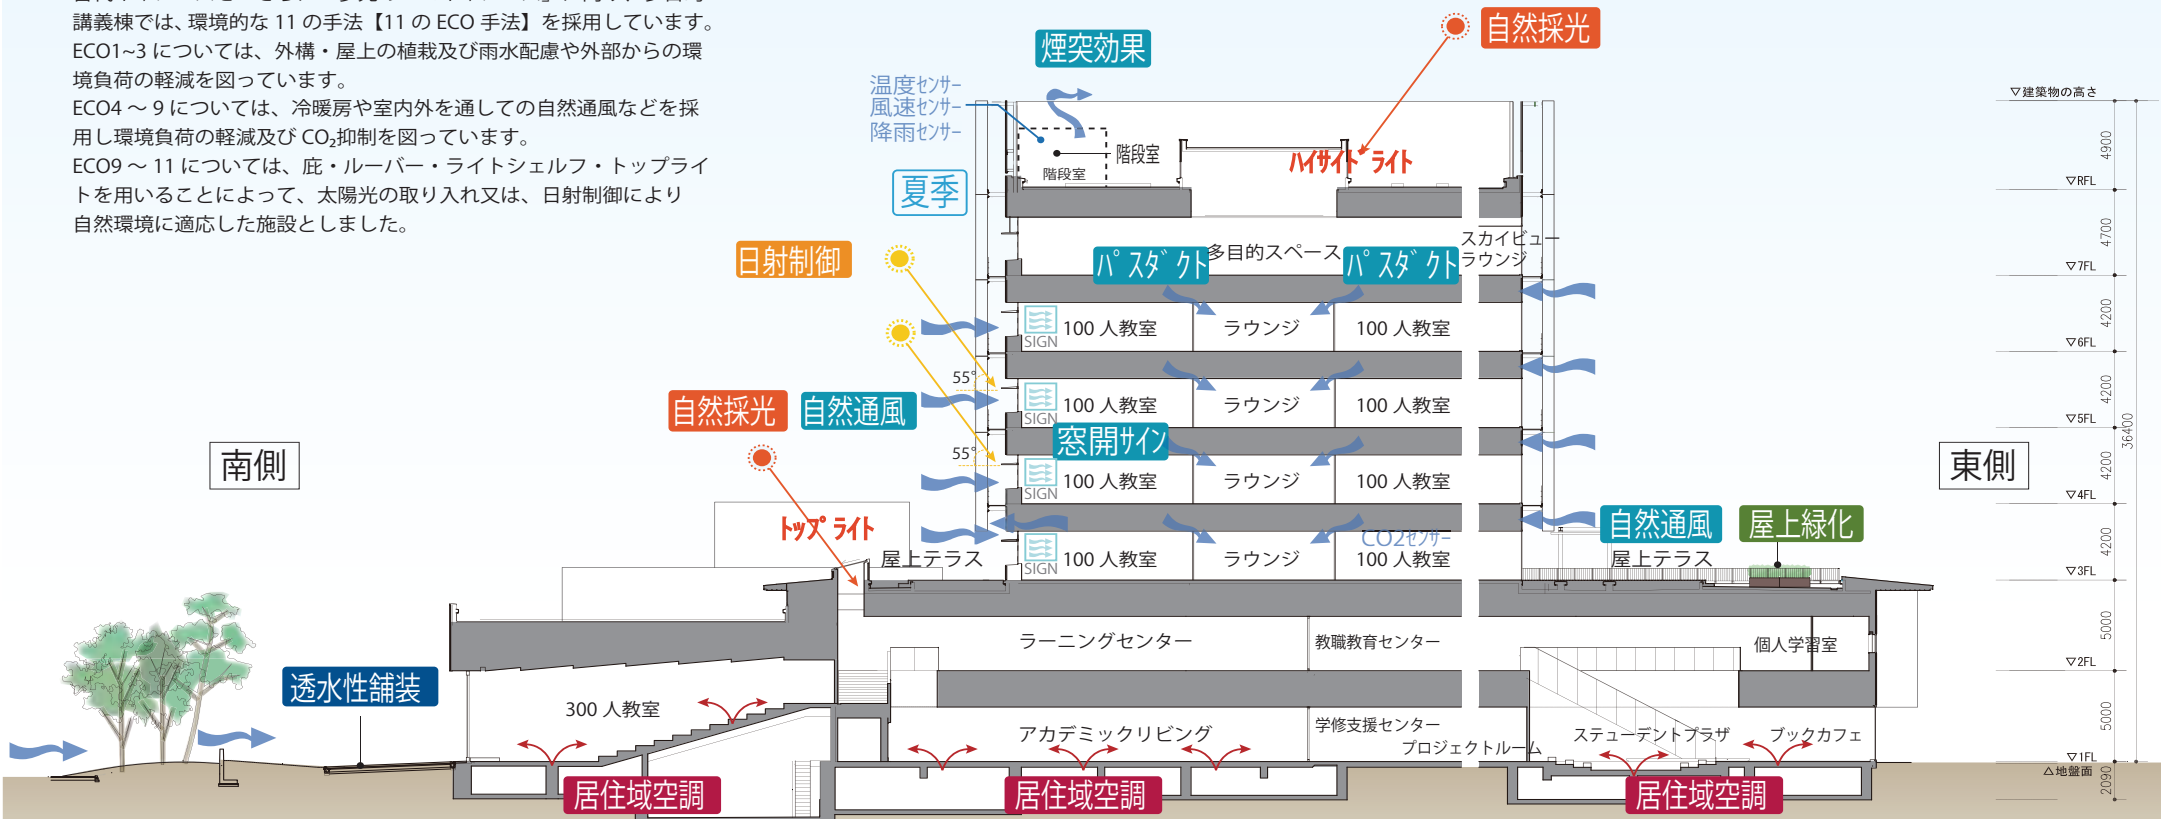 講義棟では、環境的な 11 の手法【11 の ECO 手法】を採用しています。
ECO1~3 については、外構・屋上の植栽及び雨水配慮や外部からの環
境負荷の軽減を図っています。
ECO4 ～ 9 については、冷暖房や室内外を通しての自然通風などを採
用し環境負荷の軽減及び CO₂抑制を図っています。
ECO9 ～ 11 については、庇・ルーバー・ライトシェルフ・トップライ
トを用いることによって、太陽光の取り入れ又は、日射制御により
自然環境に適応した施設としました。
自然採光
煙突効果
温度センサー
風速センサー
降雨センサー
階段室
階段室
ハイサイドライト
夏季
日射制御
多目的スペース
パスダクト
パスダクト
スカイビュー
ラウンジ
SIGN
100 人教室
ラウンジ
100 人教室
55°
SIGN
100 人教室
ラウンジ
100 人教室
自然採光
自然通風
窓開サイン
55°
SIGN
100 人教室
ラウンジ
100 人教室
南側
東側
トップライト
CO2センサー
自然通風
屋上緑化
屋上テラス
SIGN
100 人教室
ラウンジ
100 人教室
屋上テラス
ラーニングセンター
教職教育センター
個人学習室
透水性舗装
300 人教室
アカデミックリビング
学修支援センター
プロジェクトルーム
ステューデントプラザ
ブックカフェ
居住域空調
居住域空調
居住域空調
▽建築物の高さ
4900
▽RFL
4700
▽7FL
4200
▽6FL
4200
▽5FL
36400
4200
▽4FL
4200
▽3FL
5000
▽2FL
5000
▽1FL
△地盤面
2090